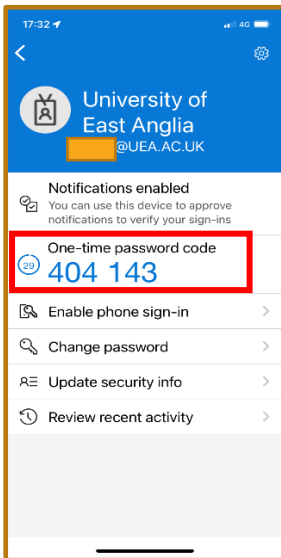 17:32
4G
University of
East Anglia
@UEA.AC.UK
Notifications enabled
You can use this device to approve
notifications to verify your sign-ins
One-time password code
29
404 143
Enable phone sign-in
Change password
Update security info
Review recent activity